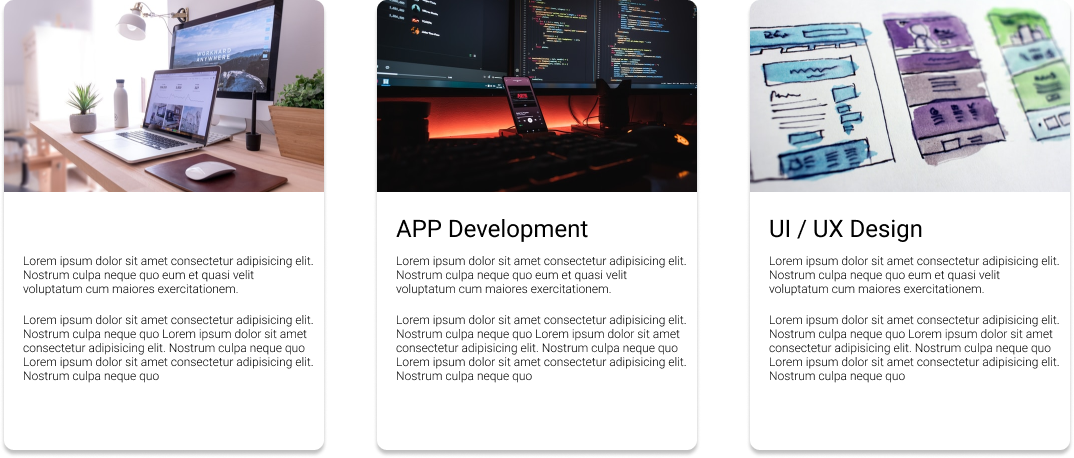 WORKHARD
ANYWHERE
Lorem ipsum dolor sit amet consectetur adipisicing elit.
Nostrum culpa neque quo eum et quasi velit
voluptatum cum maiores exercitationem.
Lorem ipsum dolor sit amet consectetur adipisicing elit.
Nostrum culpa neque quo Lorem ipsum dolor sit amet
consectetur adipisicing elit. Nostrum culpa neque quo
Lorem ipsum dolor sit amet consectetur adipisicing elit.
Nostrum culpa neque quo
APP Development
Lorem ipsum dolor sit amet consectetur adipisicing elit.
Nostrum culpa neque quo eum et quasi velit
voluptatum cum maiores exercitationem.
Lorem ipsum dolor sit amet consectetur adipisicing elit.
Nostrum culpa neque quo Lorem ipsum dolor sit amet
consectetur adipisicing elit. Nostrum culpa neque quo
Lorem ipsum dolor sit amet consectetur adipisicing elit.
Nostrum culpa neque quo
UI / UX Design
Lorem ipsum dolor sit amet consectetur adipisicing elit.
Nostrum culpa neque quo eum et quasi velit
voluptatum cum maiores exercitationem.
Lorem ipsum dolor sit amet consectetur adipisicing elit.
Nostrum culpa neque quo Lorem ipsum dolor sit amet
consectetur adipisicing elit. Nostrum culpa neque quo
Lorem ipsum dolor sit amet consectetur adipisicing elit.
Nostrum culpa neque quo